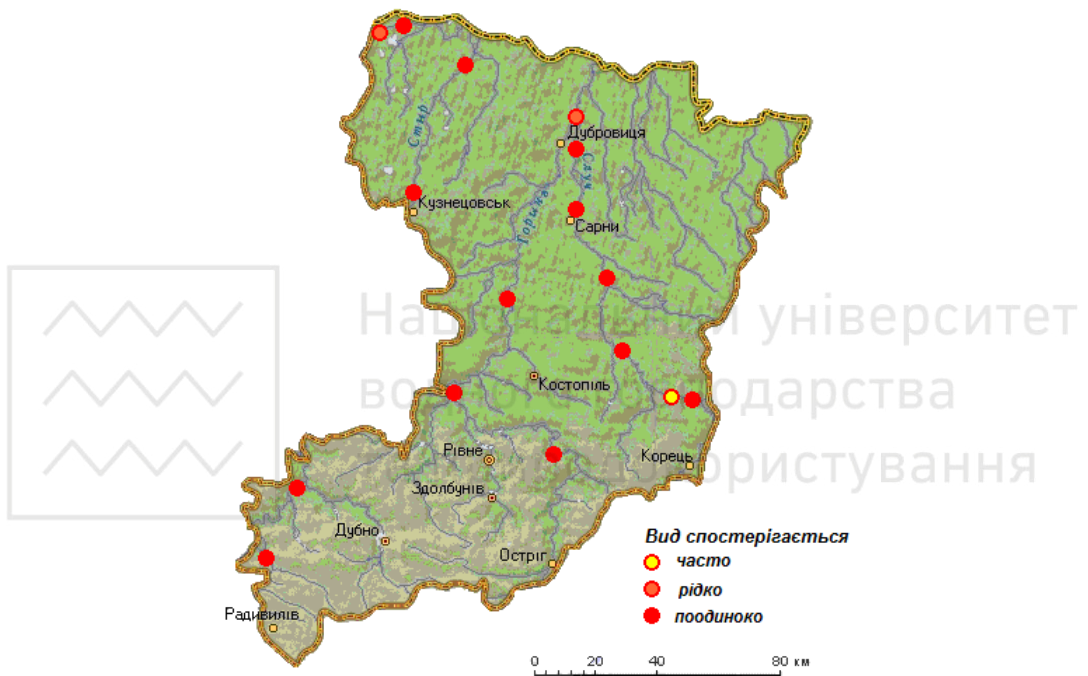 Дубровиця
Стир
Случ
Кузнецовськ
Горинь
Сарни
Національний університет
Костопіль
водного господарства
Рівне
Корець
природокористування
Здолбунів
Дубно
Вид спостерігається
Остріг
часто
рідко
Радивилів
поодиноко
0 20 40 80 км